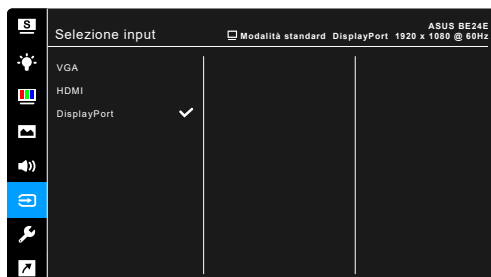 S
Selezione input
ASUS BE24E
Modalità standard DisplayPort 1920 x 1080 @ 60Hz
VGA
HDMI
DisplayPort